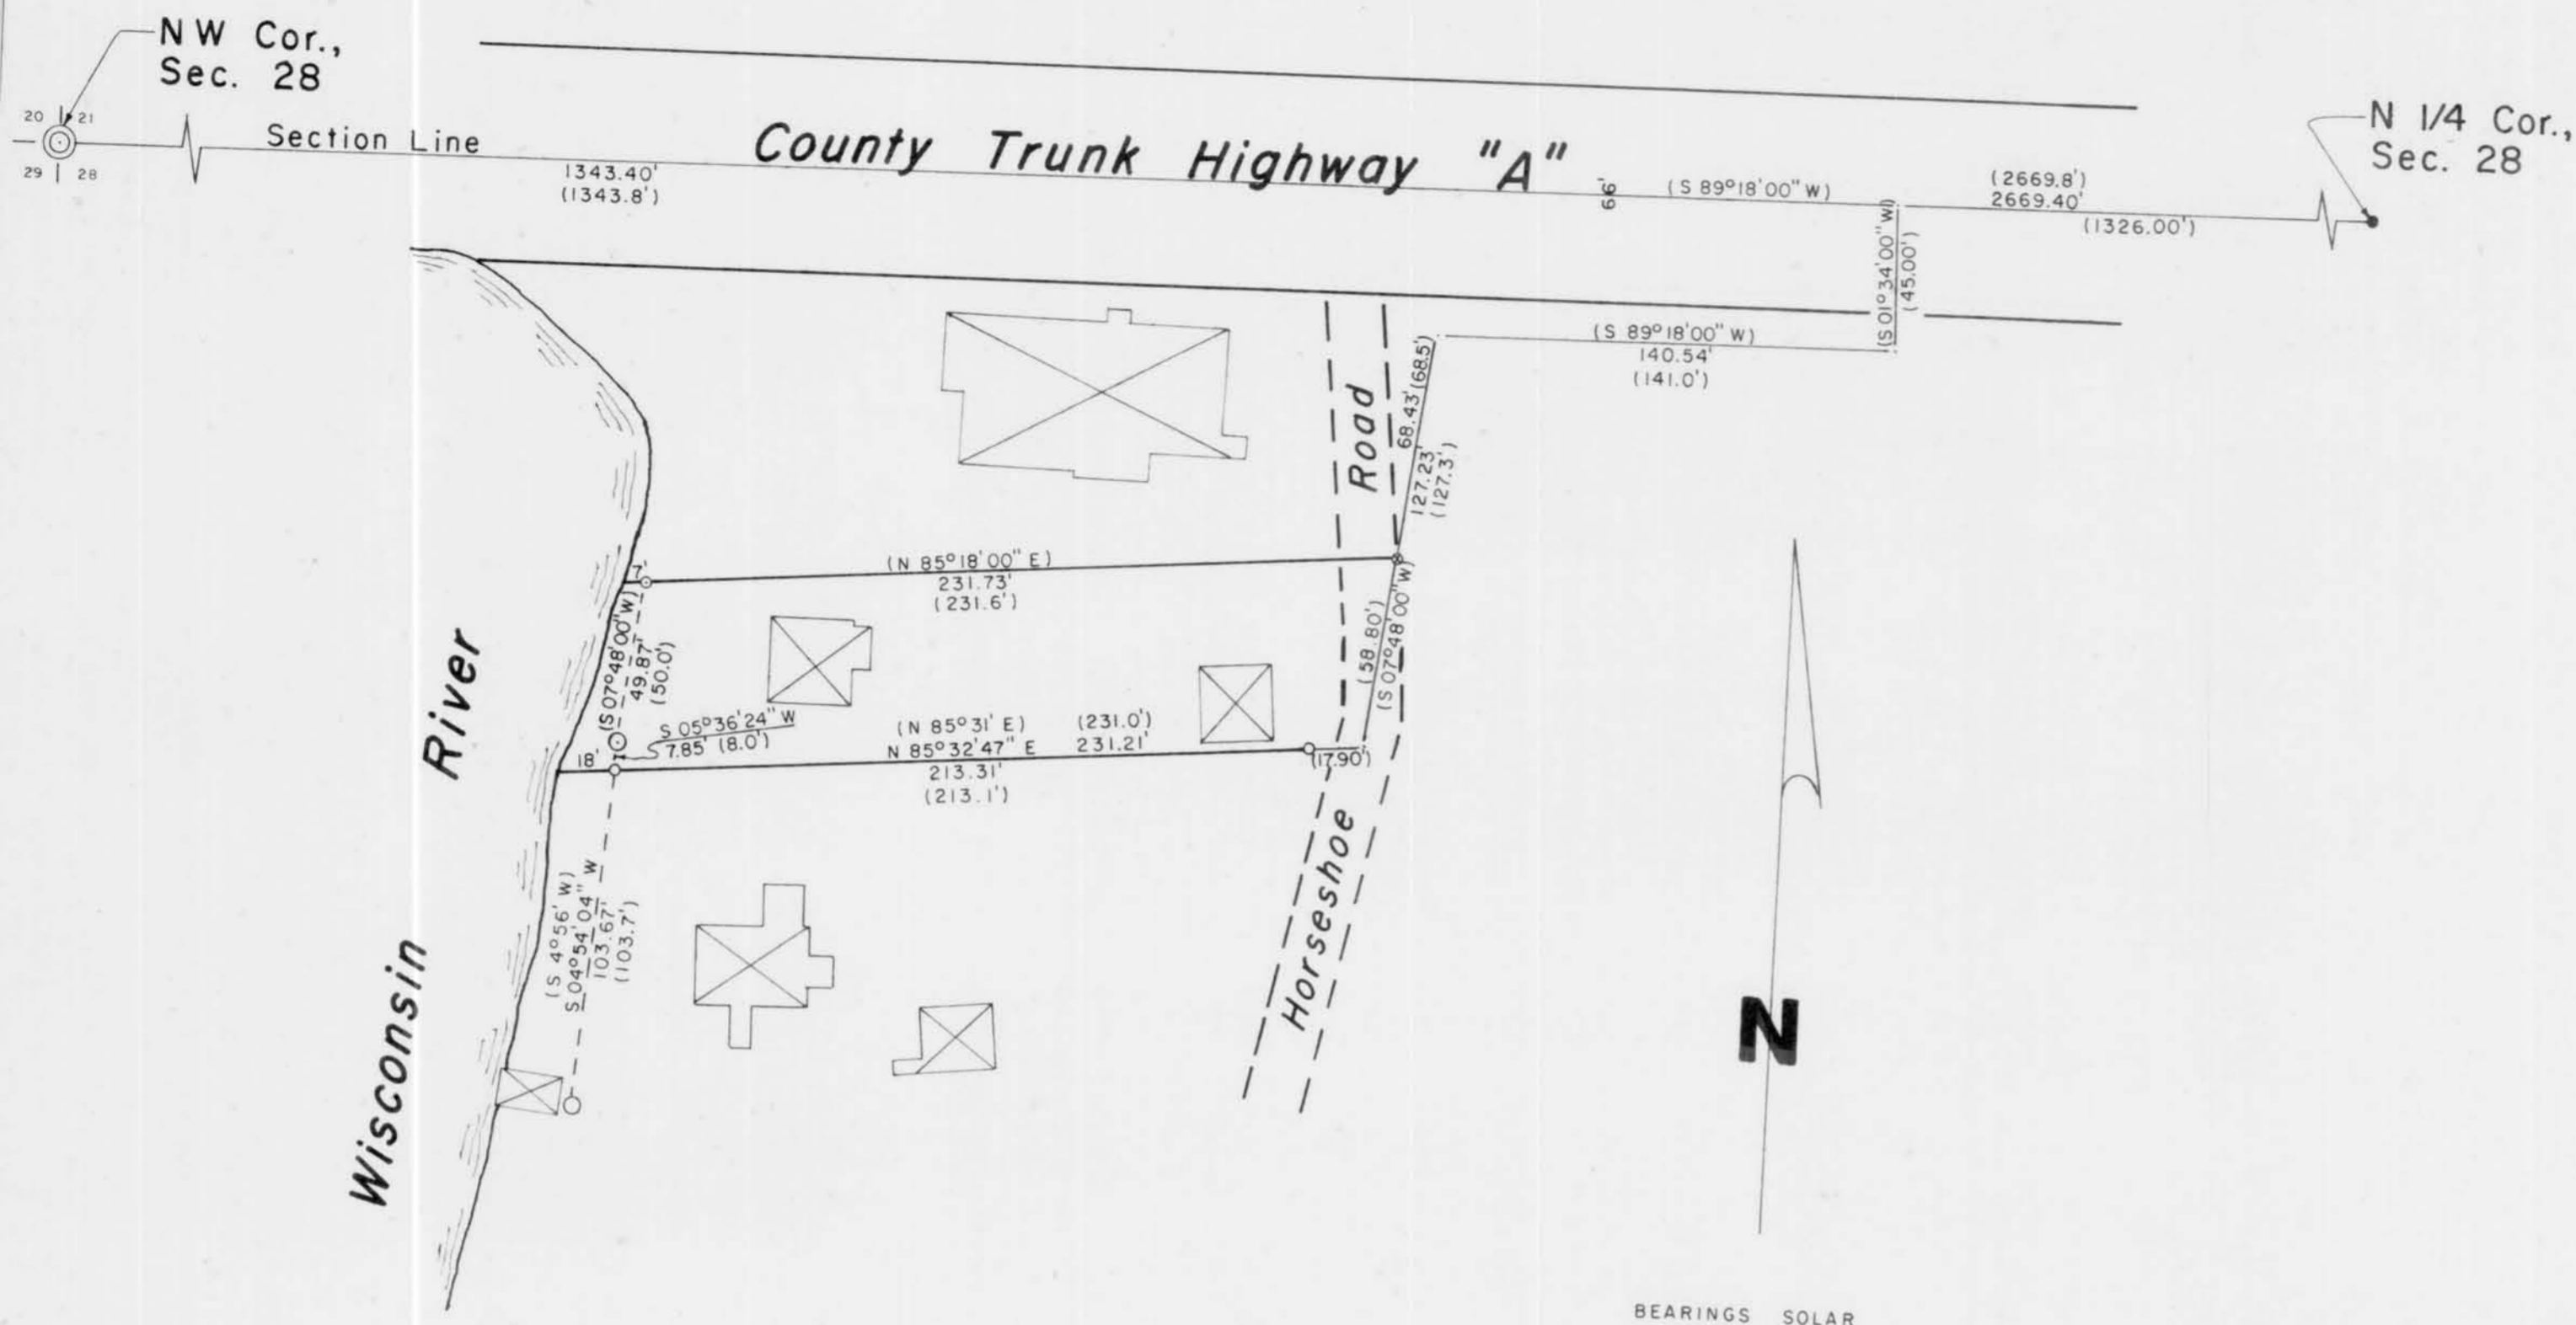 NW Cor.,
Sec. 28
20 21
29 28
Section Line
County Trunk Highway "A"
1343.40'
(1343.8')
66'
(S 89°18'00" W)
(2669.8')
2669.40'
(1326.00')
N 1/4 Cor.,
Sec. 28
(S 01°34'00" W)
(45.00')
(S 89°18'00" W)
140.54'
(141.0')
68.43' (68.5')
127.23'
(127.3')
Road
(N 85°18'00" E)
231.73'
(231.6')
7'
(S 07°48'00" W)
49.87'
(50.0')
(58.80')
(S 07°48'00" W)
S 05°36'24" W
7.85' (8.0')
(N 85°31' E) (231.0')
N 85°32'47" E 231.21'
213.31'
(213.1')
18'
(17.90')
River
Horseshoe
(S 4°56' W)
S 04°54'04" W
103.67'
(103.7')
Wisconsin
N
BEARINGS SOLAR